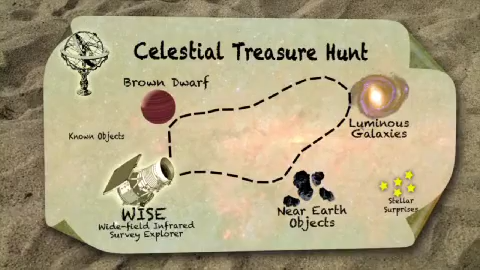 Celestial Treasure Hunt
Brown Dwarf
Luminous
Galaxies
Known Objects
WISE
Wide-field Infrared
Survey Explorer
Near Earth
Objects
Stellar
Surprises